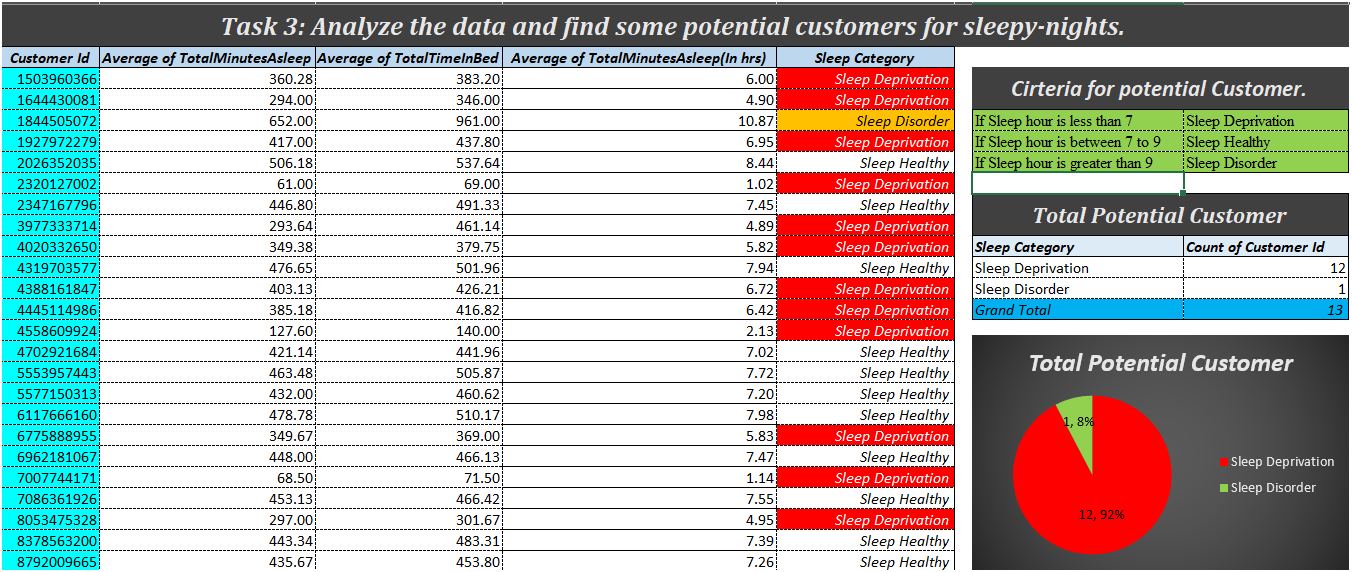 Task 3: Analyze the data and find some potential customers for sleepy-nights.
Customer Id Average of TotalMinutesAsleep Average of TotalTimeInBed Average of TotalMinutesAsleep(In hrs) Sleep Category
1503960366 360.28 383.20 6.00 Sleep Deprivation
1644430081 294.00 346.00 4.90 Sleep Deprivation
1844505072 652.00 961.00 10.87 Sleep Disorder
1927972279 417.00 437.80 6.95 Sleep Deprivation
2026352035 506.18 537.64 8.44 Sleep Healthy
2320127002 61.00 69.00 1.02 Sleep Deprivation
2347167796 446.80 491.33 7.45 Sleep Healthy
3977333714 293.64 461.14 4.89 Sleep Deprivation
4020332650 349.38 379.75 5.82 Sleep Deprivation
4319703577 476.65 501.96 7.94 Sleep Healthy
4388161847 403.13 426.21 6.72 Sleep Deprivation
4445114986 385.18 416.82 6.42 Sleep Deprivation
4558609924 127.60 140.00 2.13 Sleep Deprivation
4702921684 421.14 441.96 7.02 Sleep Healthy
5553957443 463.48 505.87 7.72 Sleep Healthy
5577150313 432.00 460.62 7.20 Sleep Healthy
6117666160 478.78 510.17 7.98 Sleep Healthy
6775888955 349.67 369.00 5.83 Sleep Deprivation
6962181067 448.00 466.13 7.47 Sleep Healthy
7007744171 68.50 71.50 1.14 Sleep Deprivation
7086361926 453.13 466.42 7.55 Sleep Healthy
8053475328 297.00 301.67 4.95 Sleep Deprivation
8378563200 443.34 483.31 7.39 Sleep Healthy
8792009665 435.67 453.80 7.26 Sleep Healthy
Cirteria for potential Customer.
If Sleep hour is less than 7 Sleep Deprivation
If Sleep hour is between 7 to 9 Sleep Healthy
If Sleep hour is greater than 9 Sleep Disorder
Total Potential Customer
Sleep Category Count of Customer Id
Sleep Deprivation 12
Sleep Disorder 1
Grand Total 13
Total Potential Customer
1, 8%
12, 92%
Sleep Deprivation
Sleep Disorder